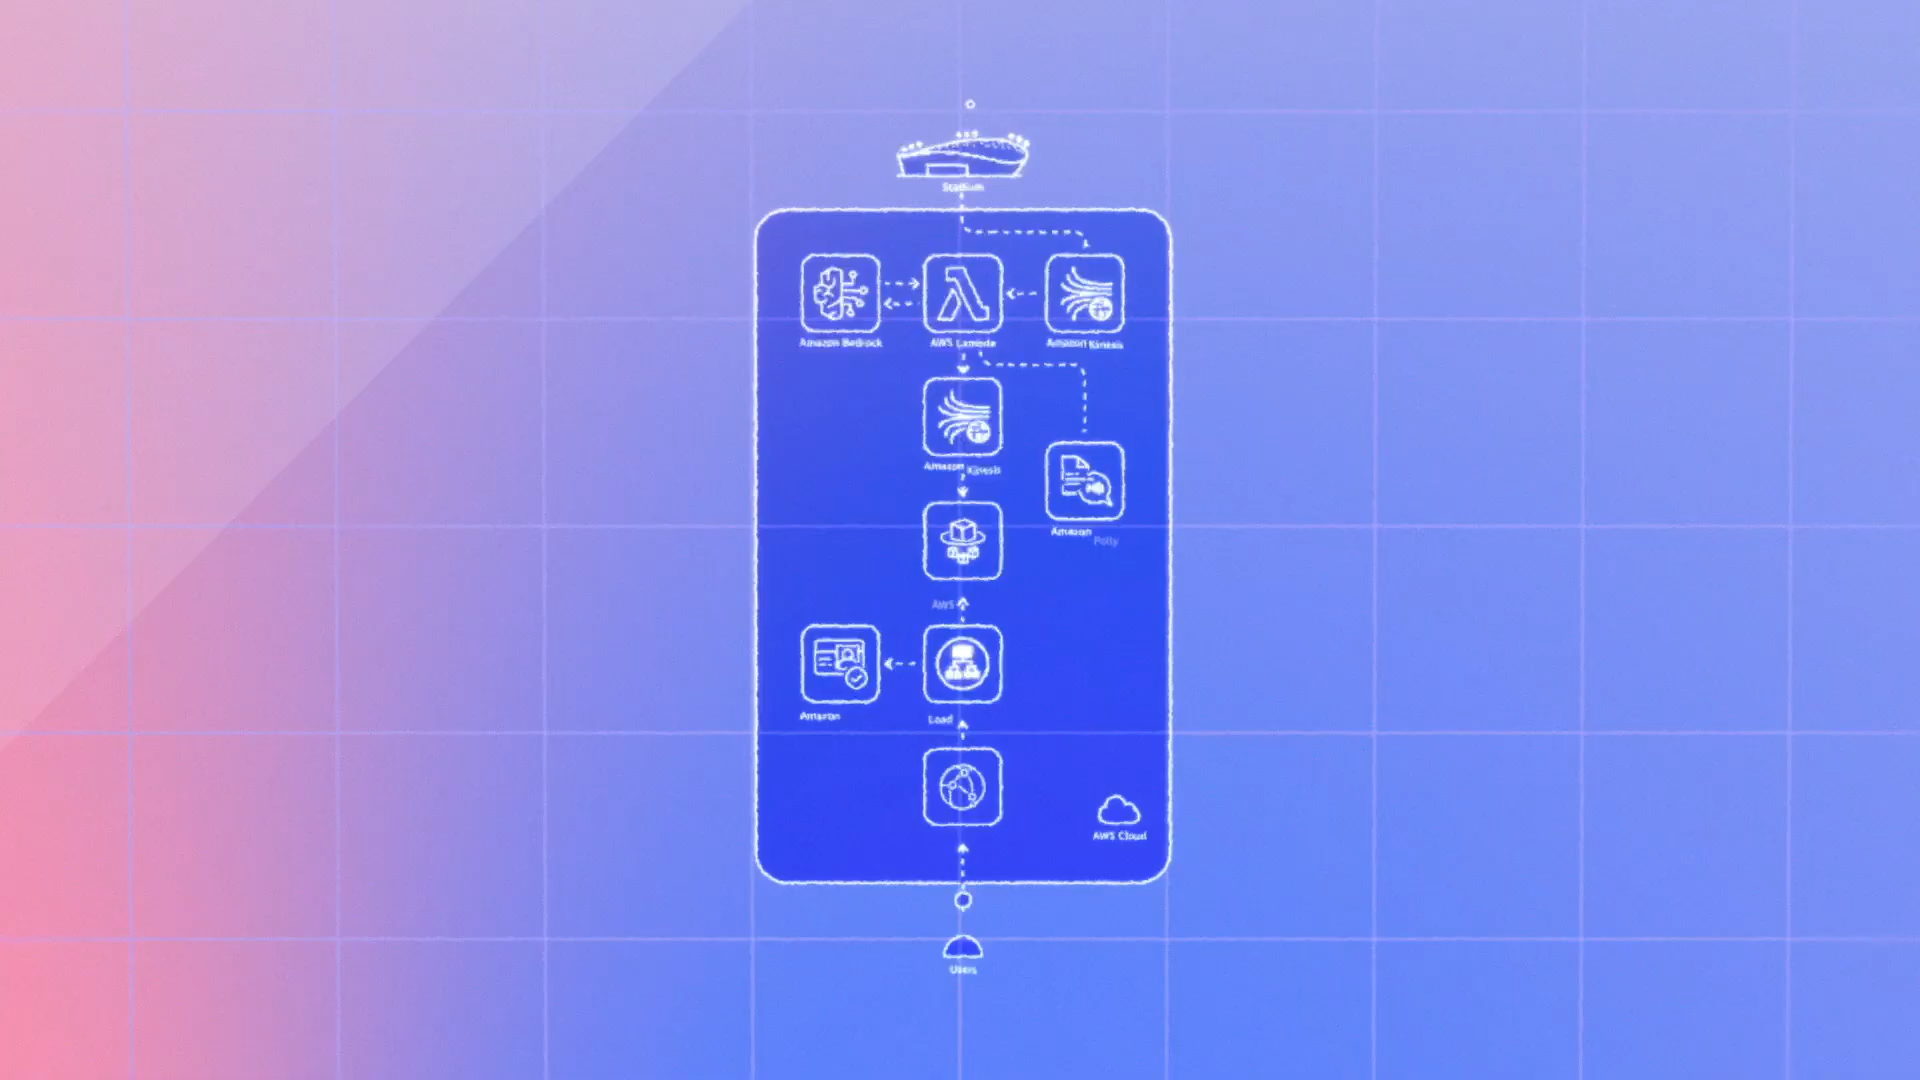 Stadium
Amazon Bedrock
AWS Lambda
Amazon Kinesis
Amazon Kinesis
Amazon Polly
AWS
Amazon
Load
AWS Cloud
Users